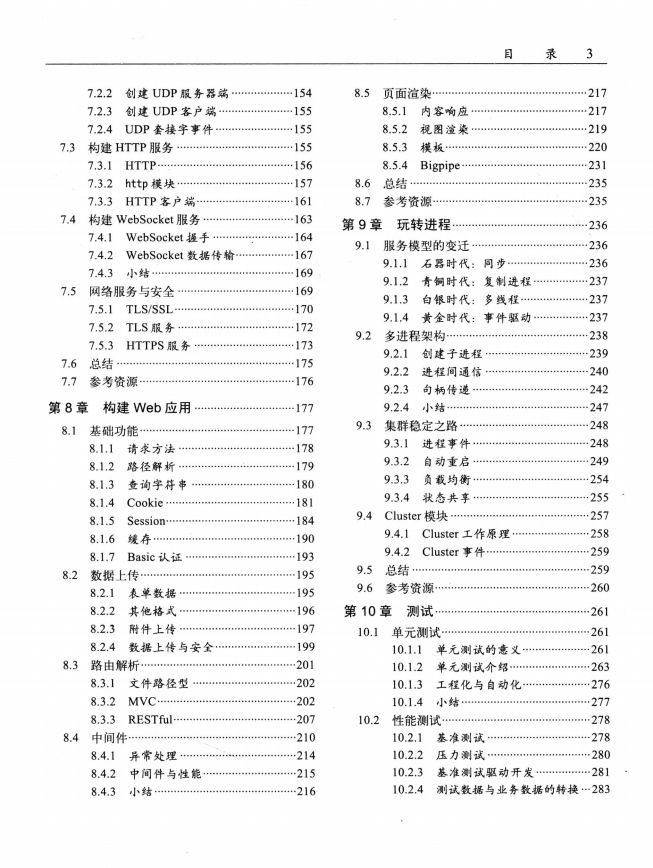 目 录 3
7.2.2 创建 UDP 服务器端 …………………154
7.2.3 创建 UDP 客户端 ……………………155
7.2.4 UDP 套接字事件 ……………………155
7.3 构建 HTTP 服务 ……………………………155
7.3.1 HTTP……………………………………156
7.3.2 http 模块………………………………157
7.3.3 HTTP 客户端…………………………161
7.4 构建 WebSocket 服务 ………………………163
7.4.1 WebSocket 握手 ……………………164
7.4.2 WebSocket 数据传输………………167
7.4.3 小结……………………………………169
7.5 网络服务与安全 ……………………………169
7.5.1 TLS/SSL………………………………170
7.5.2 TLS 服务 ……………………………172
7.5.3 HTTPS 服务 …………………………173
7.6 总结 …………………………………………175
7.7 参考资源……………………………………176
第 8 章 构建 Web 应用 …………………………177
8.1 基础功能……………………………………177
8.1.1 请求方法 ……………………………178
8.1.2 路径解析 ……………………………179
8.1.3 查询字符串 …………………………180
8.1.4 Cookie…………………………………181
8.1.5 Session…………………………………184
8.1.6 缓存……………………………………190
8.1.7 Basic 认证 ……………………………193
8.2 数据上传……………………………………195
8.2.1 表单数据 ……………………………195
8.2.2 其他格式 ……………………………196
8.2.3 附件上传 ……………………………197
8.2.4 数据上传与安全……………………199
8.3 路由解析……………………………………201
8.3.1 文件路径型 …………………………202
8.3.2 MVC……………………………………202
8.3.3 RESTful…………………………………207
8.4 中间件………………………………………210
8.4.1 异常处理 ……………………………214
8.4.2 中间件与性能………………………215
8.4.3 小结……………………………………216
8.5 页面渲染……………………………………217
8.5.1 内容响应 ……………………………217
8.5.2 视图渲染 ……………………………219
8.5.3 模板……………………………………220
8.5.4 Bigpipe…………………………………231
8.6 总结 …………………………………………235
8.7 参考资源……………………………………235
第 9 章 玩转进程…………………………………236
9.1 服务模型的变迁 ……………………………236
9.1.1 石器时代：同步……………………236
9.1.2 青铜时代：复制进程………………237
9.1.3 白银时代：多线程…………………237
9.1.4 黄金时代：事件驱动………………237
9.2 多进程架构…………………………………238
9.2.1 创建子进程 …………………………239
9.2.2 进程间通信 …………………………240
9.2.3 句柄传递 ……………………………242
9.2.4 小结……………………………………247
9.3 集群稳定之路 ………………………………248
9.3.1 进程事件 ……………………………248
9.3.2 自动重启 ……………………………249
9.3.3 负载均衡 ……………………………254
9.3.4 状态共享 ……………………………255
9.4 Cluster 模块…………………………………257
9.4.1 Cluster 工作原理……………………258
9.4.2 Cluster 事件…………………………259
9.5 总结 …………………………………………259
9.6 参考资源……………………………………260
第 10 章 测试……………………………………261
10.1 单元测试……………………………………261
10.1.1 单元测试的意义……………………261
10.1.2 单元测试介绍………………………263
10.1.3 工程化与自动化……………………276
10.1.4 小结…………………………………277
10.2 性能测试……………………………………278
10.2.1 基准测试……………………………278
10.2.2 压力测试……………………………280
10.2.3 基准测试驱动开发…………………281
10.2.4 测试数据与业务数据的转换…283